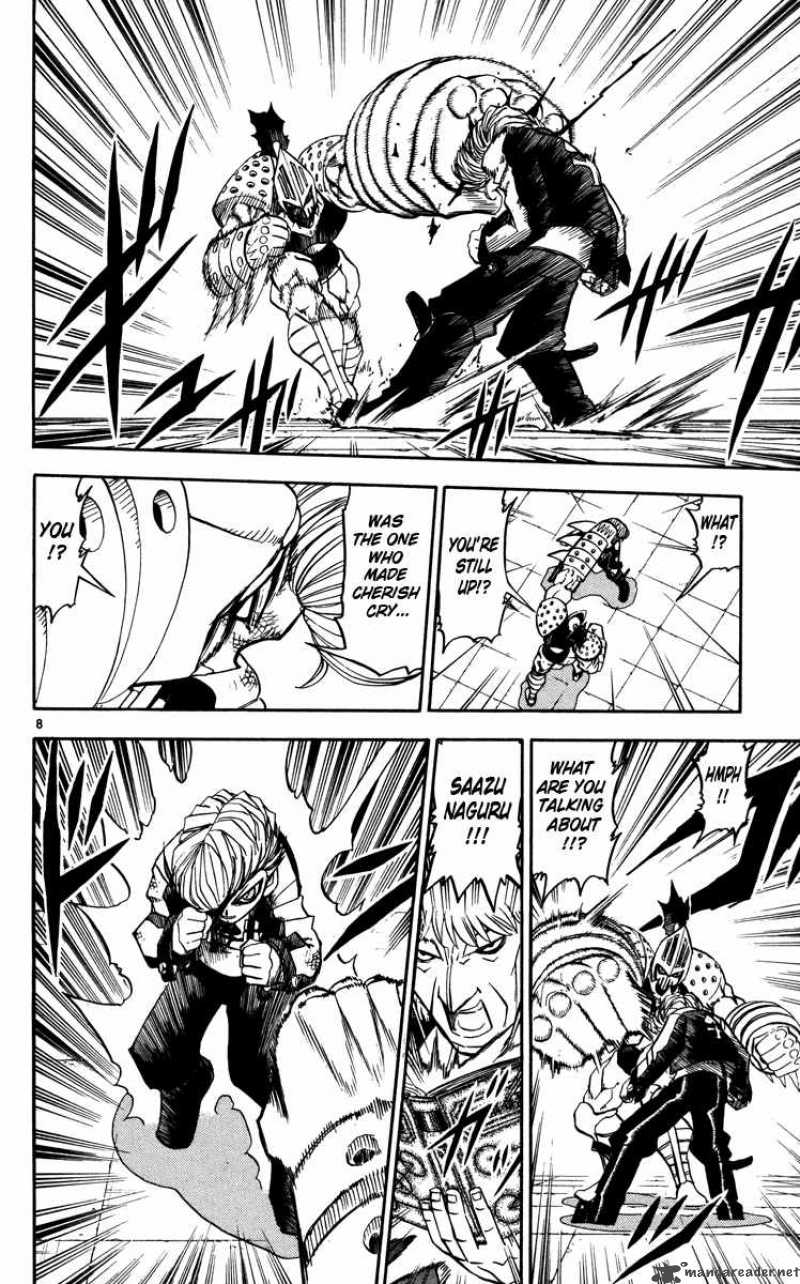 WHAT
!?
YOU'RE
STILL
UP!?
WAS
THE ONE
WHO
MADE
CHERISH
CRY...
YOU
!?
8
HMPH
!!
WHAT
ARE YOU
TALKING
ABOUT
!!?
SAAZU
NAGURU
!!!
mangareader.net